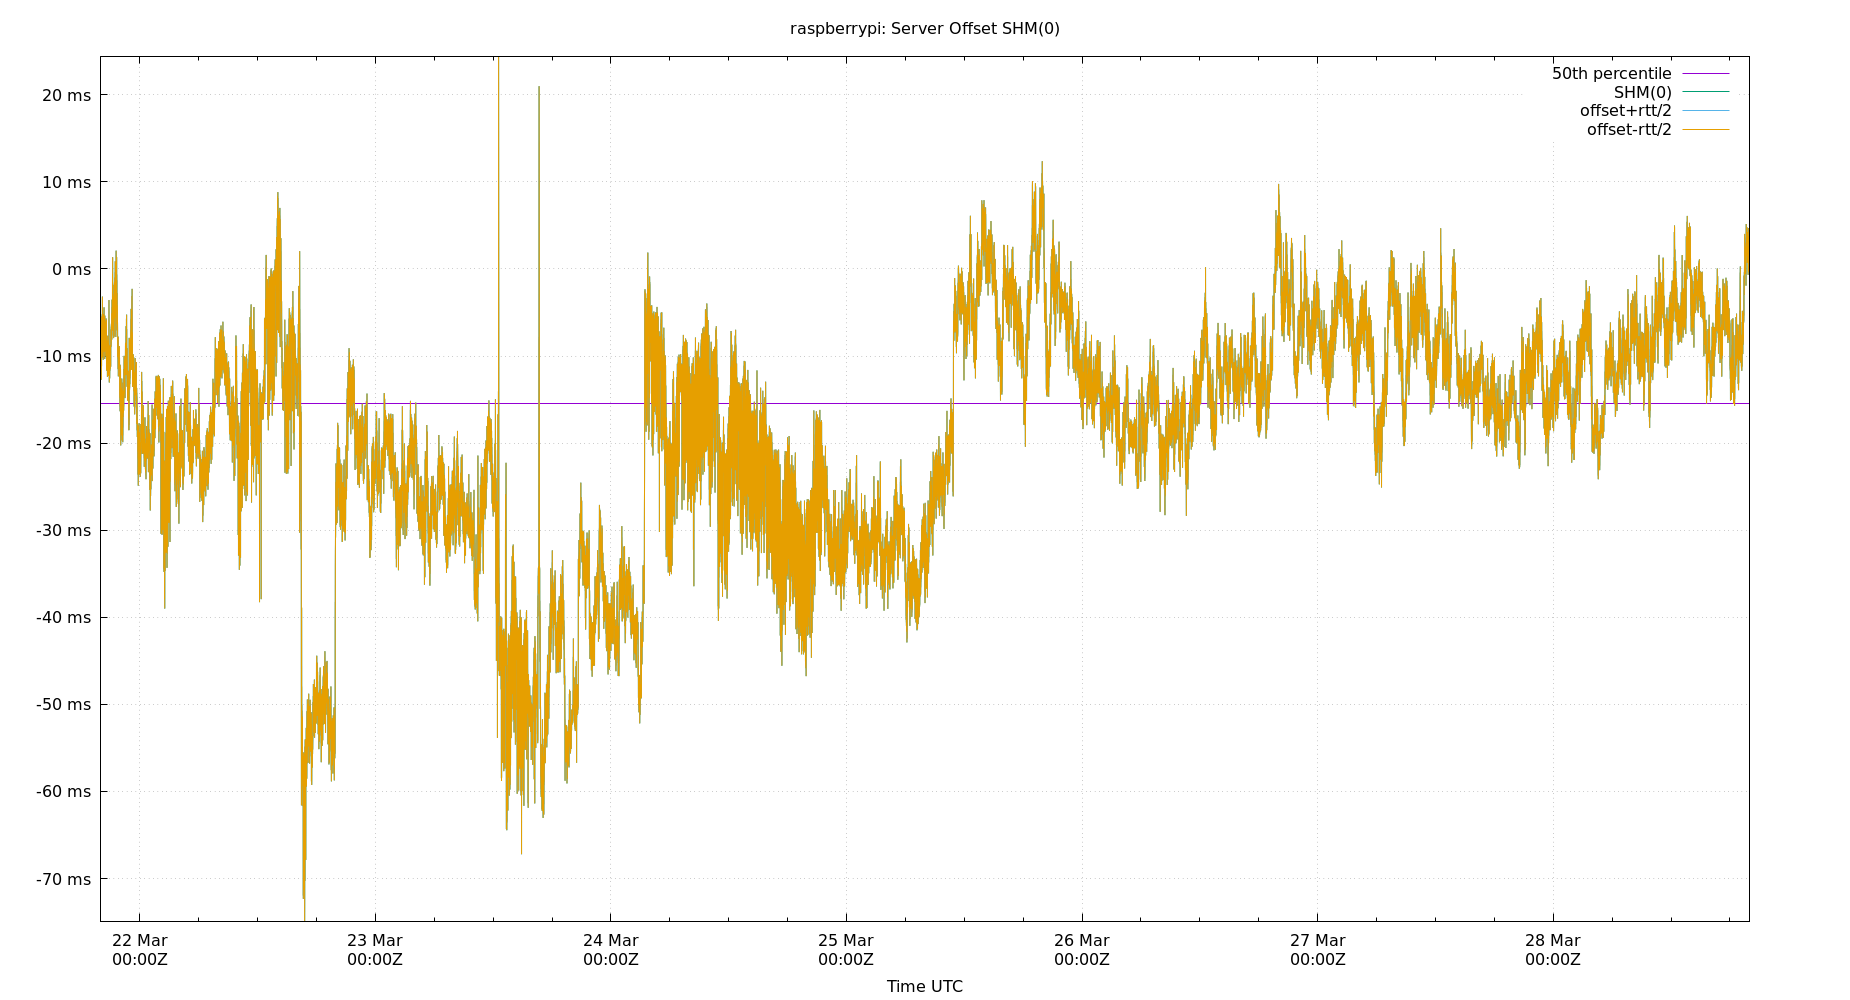 raspberrypi: Server Offset SHM(0)
50th percentile
SHM(0)
offset+rtt/2
offset-rtt/2
20 ms
10 ms
0 ms
-10 ms
-20 ms
-30 ms
-40 ms
-50 ms
-60 ms
-70 ms
22 Mar 23 Mar 24 Mar 25 Mar 26 Mar 27 Mar 28 Mar
00:00Z 00:00Z 00:00Z 00:00Z 00:00Z 00:00Z 00:00Z
Time UTC